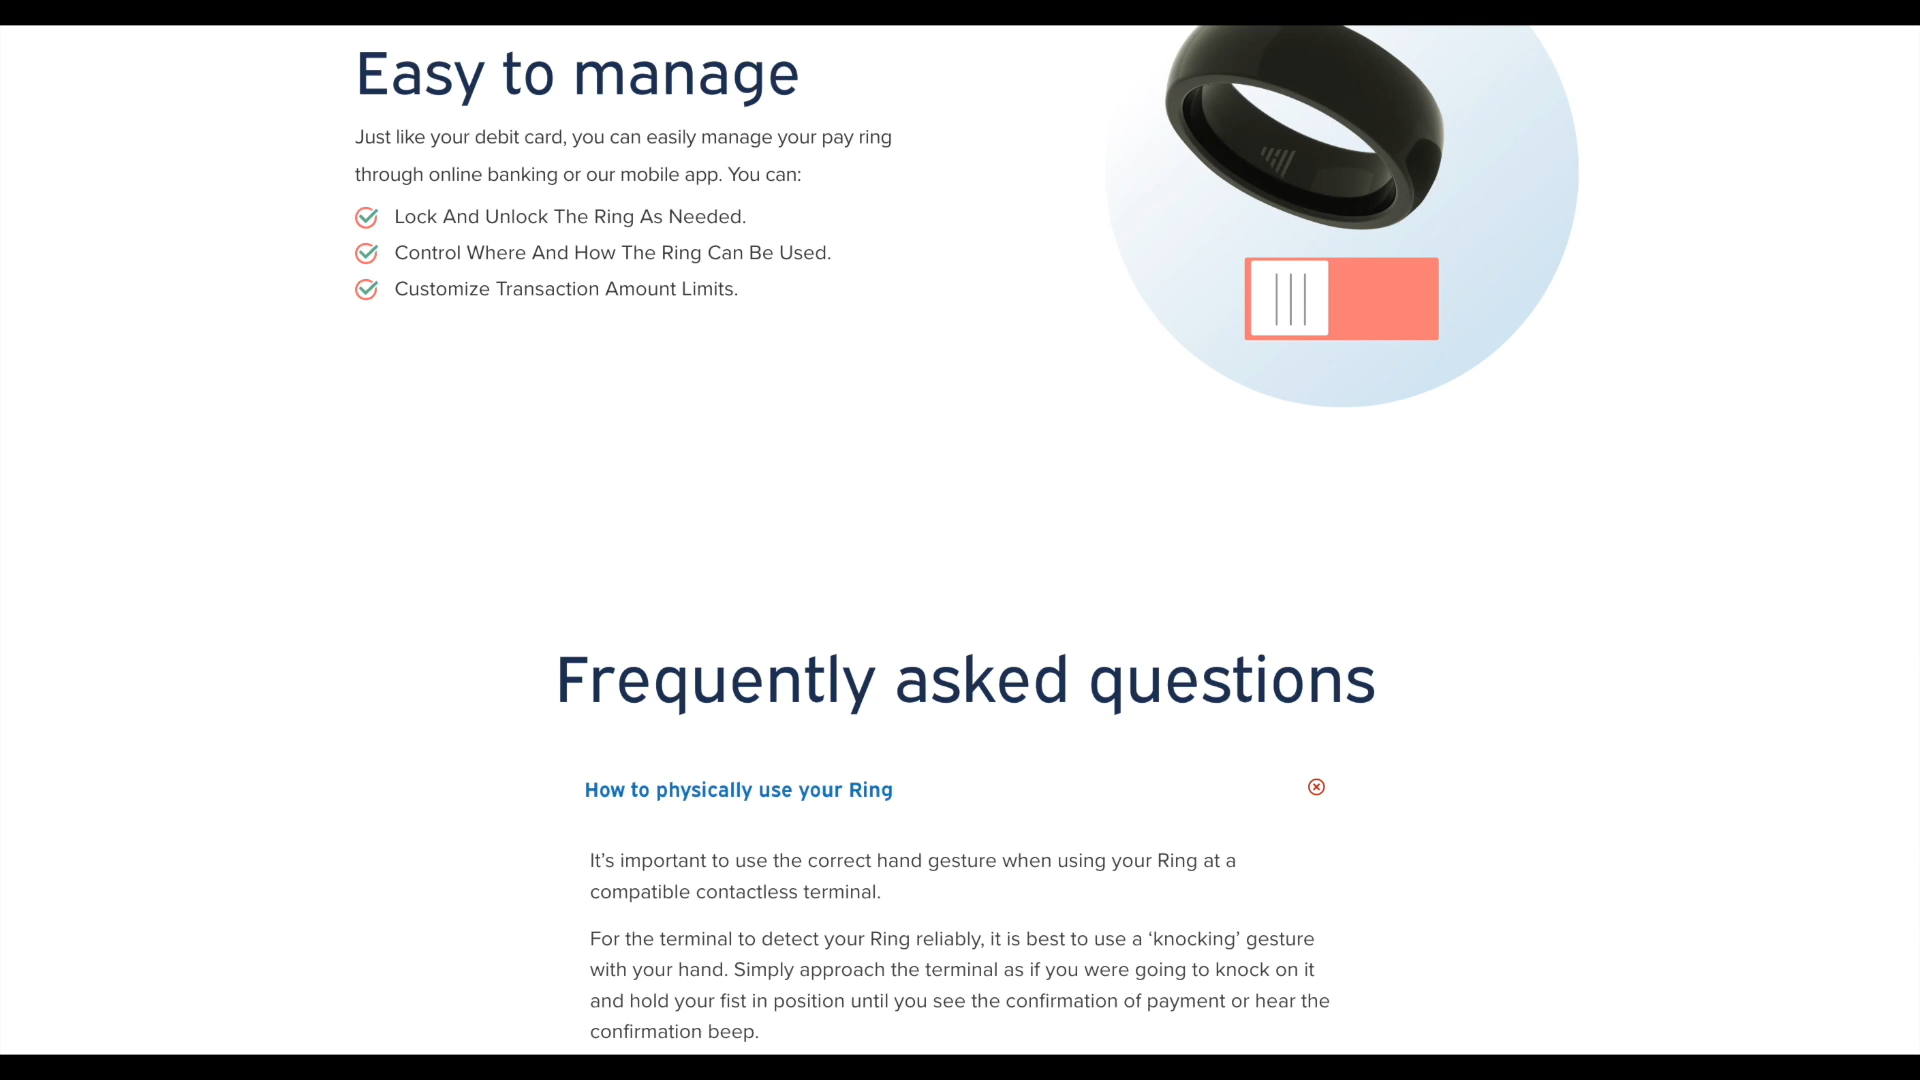 Easy to manage
Just like your debit card, you can easily manage your pay ring
through online banking or our mobile app. You can:
Lock And Unlock The Ring As Needed.
Control Where And How The Ring Can Be Used.
Customize Transaction Amount Limits.
Frequently asked questions
How to physically use your Ring
It’s important to use the correct hand gesture when using your Ring at a
compatible contactless terminal.
For the terminal to detect your Ring reliably, it is best to use a ‘knocking’ gesture
with your hand. Simply approach the terminal as if you were going to knock on it
and hold your fist in position until you see the confirmation of payment or hear the
confirmation beep.